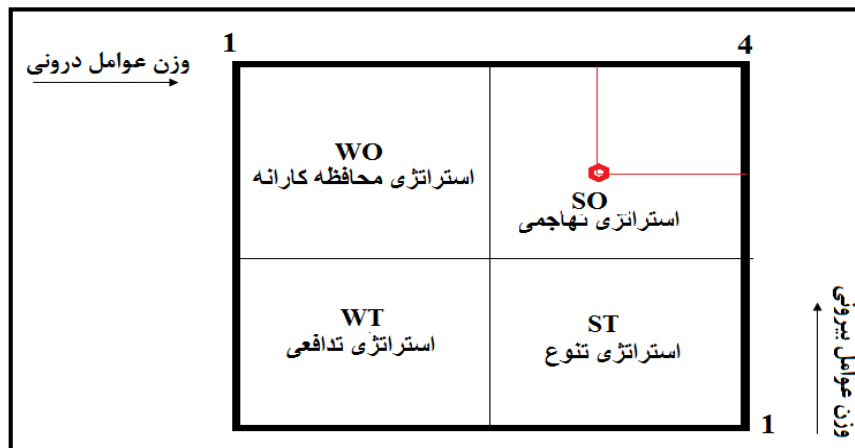 1
4
وزن عوامل درونی
WO
استراتژی محافظه کارانه
SO
استراتژی تهاجمی
WT
استراتژی تدافعی
ST
استراتژی تنوع
وزن عوامل بیرونی
1